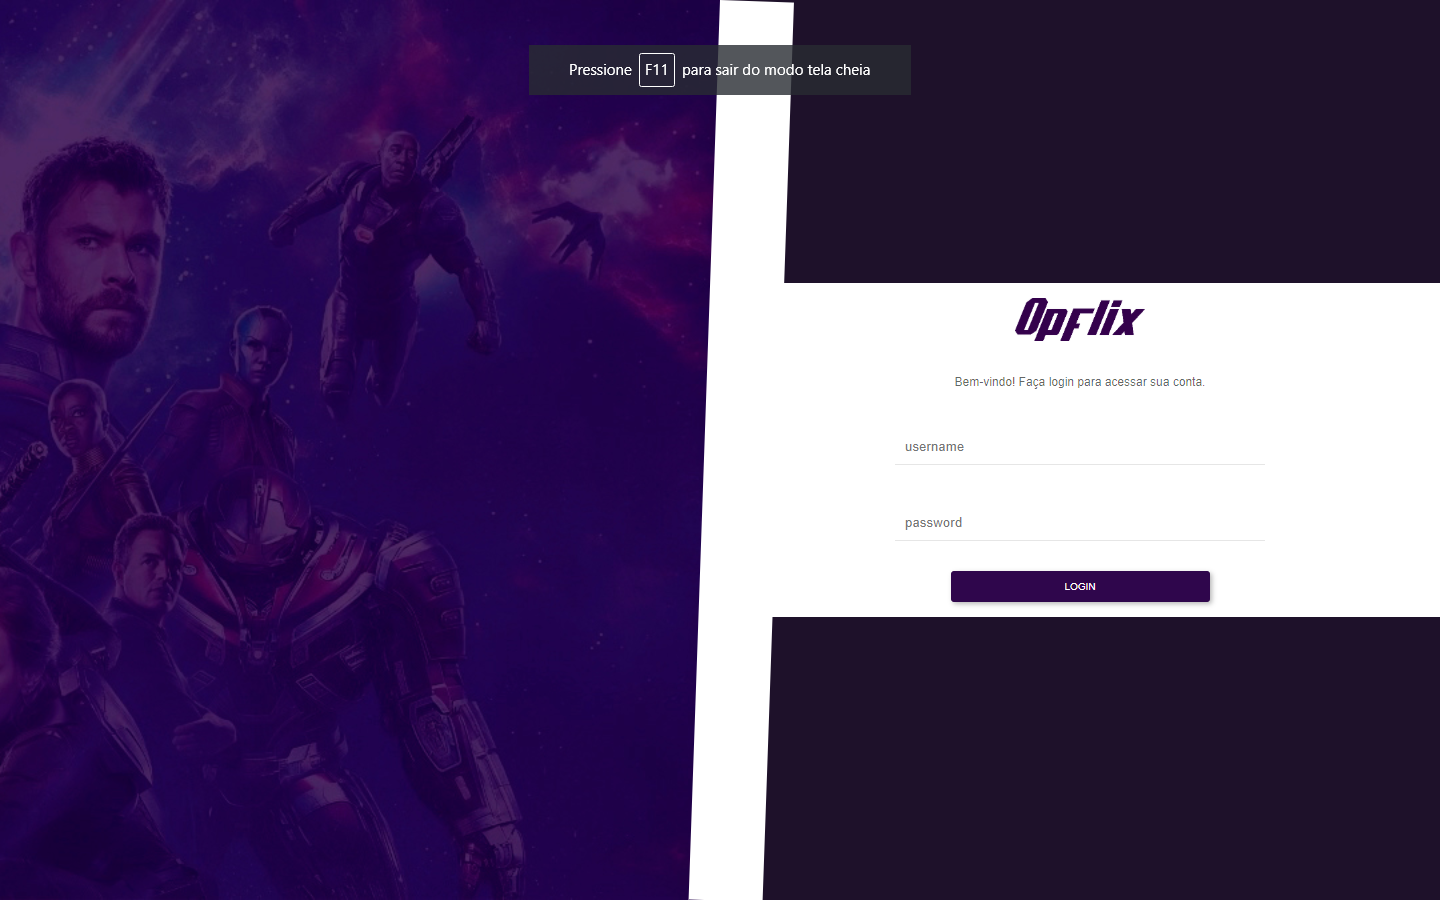 Pressione F11 para sair do modo tela cheia
Opflix
Bem-vindo! Faça login para acessar sua conta.
username
password
LOGIN